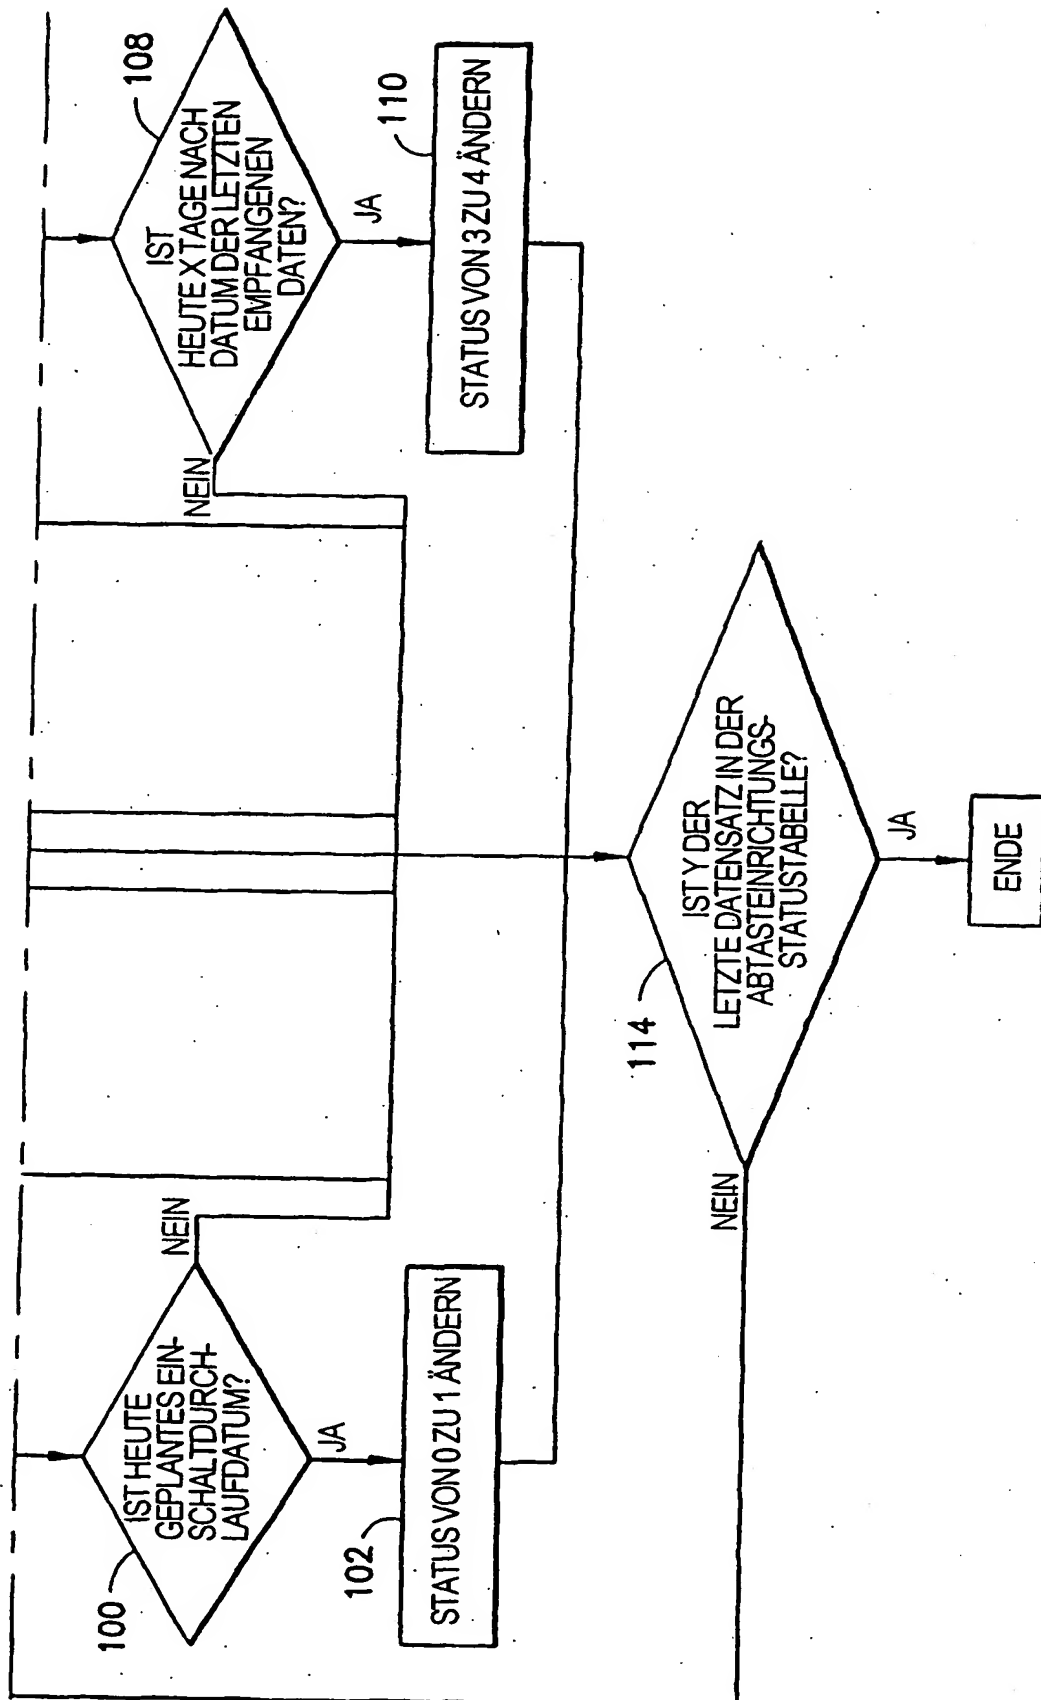 100
IST HEUTE
GEPLANTES EIN-
SCHALTDURCH-
LAUFDATUM?
NEIN
JA
102
STATUS VON 0 ZU 1 ÄNDERN
108
IST
HEUTE X TAGE NACH
DATUM DER LETZTEN
EMPFANGENEN
DATEN?
NEIN
JA
110
STATUS VON 3 ZU 4 ÄNDERN
114
IST Y DER
LETZTE DATENSATZ IN DER
ABTASTEINRICHTUNGS-
STATUSTABELLE?
NEIN
JA
ENDE